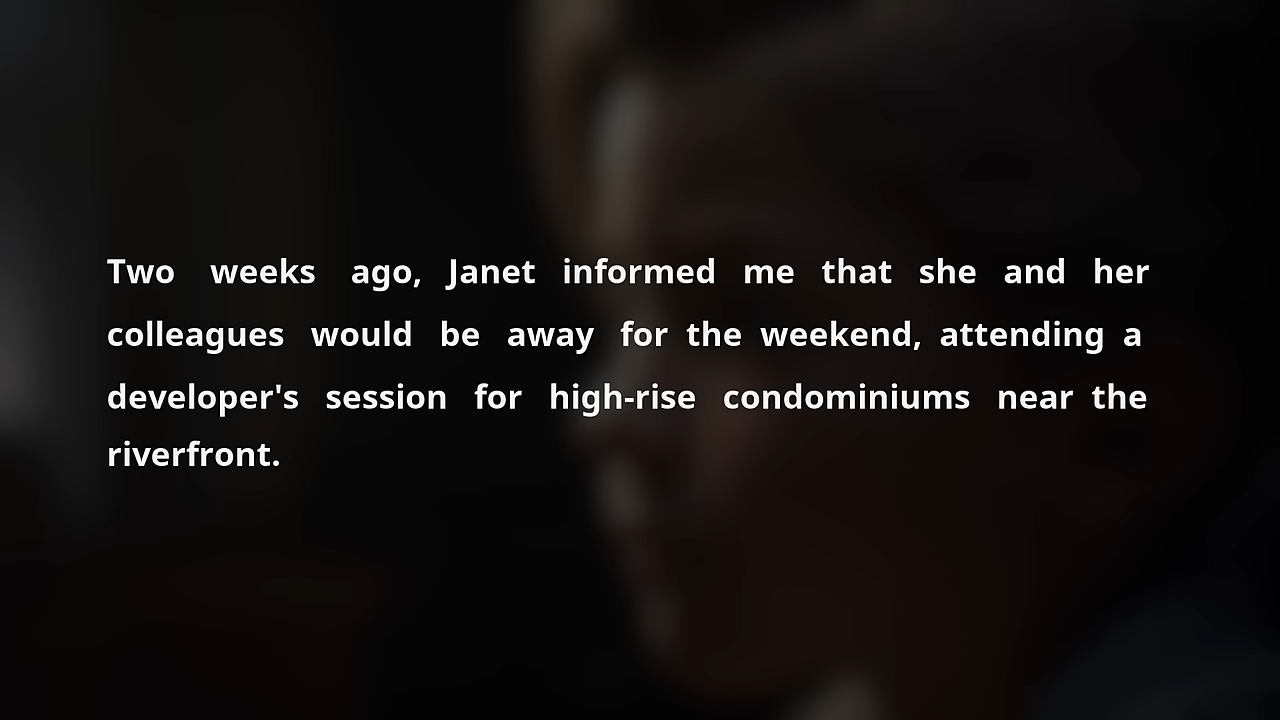 Two weeks ago, Janet informed me that she and her
colleagues would be away for the weekend, attending a
developer's session for high-rise condominiums near the
riverfront.